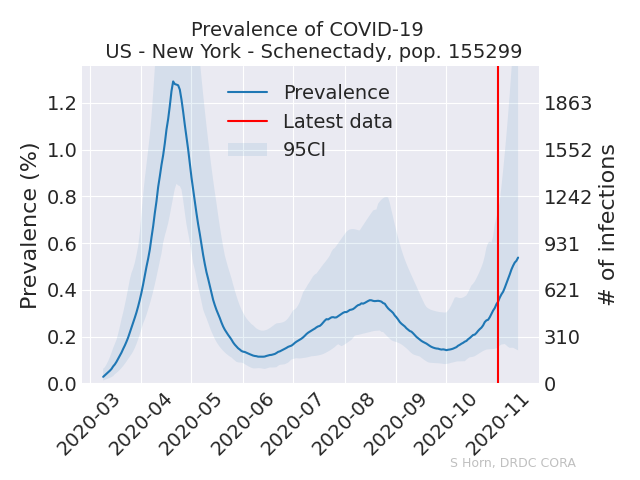 Prevalence of COVID-19
US - New York - Schenectady, pop. 155299
Prevalence
Latest data
95CI
Prevalence (%)
1.2
1.0
0.8
0.6
0.4
0.2
0.0
1863
1552
1242
931
621
310
0
# of infections
2020-03
2020-04
2020-05
2020-06
2020-07
2020-08
2020-09
2020-10
2020-11
S Horn, DRDC CORA